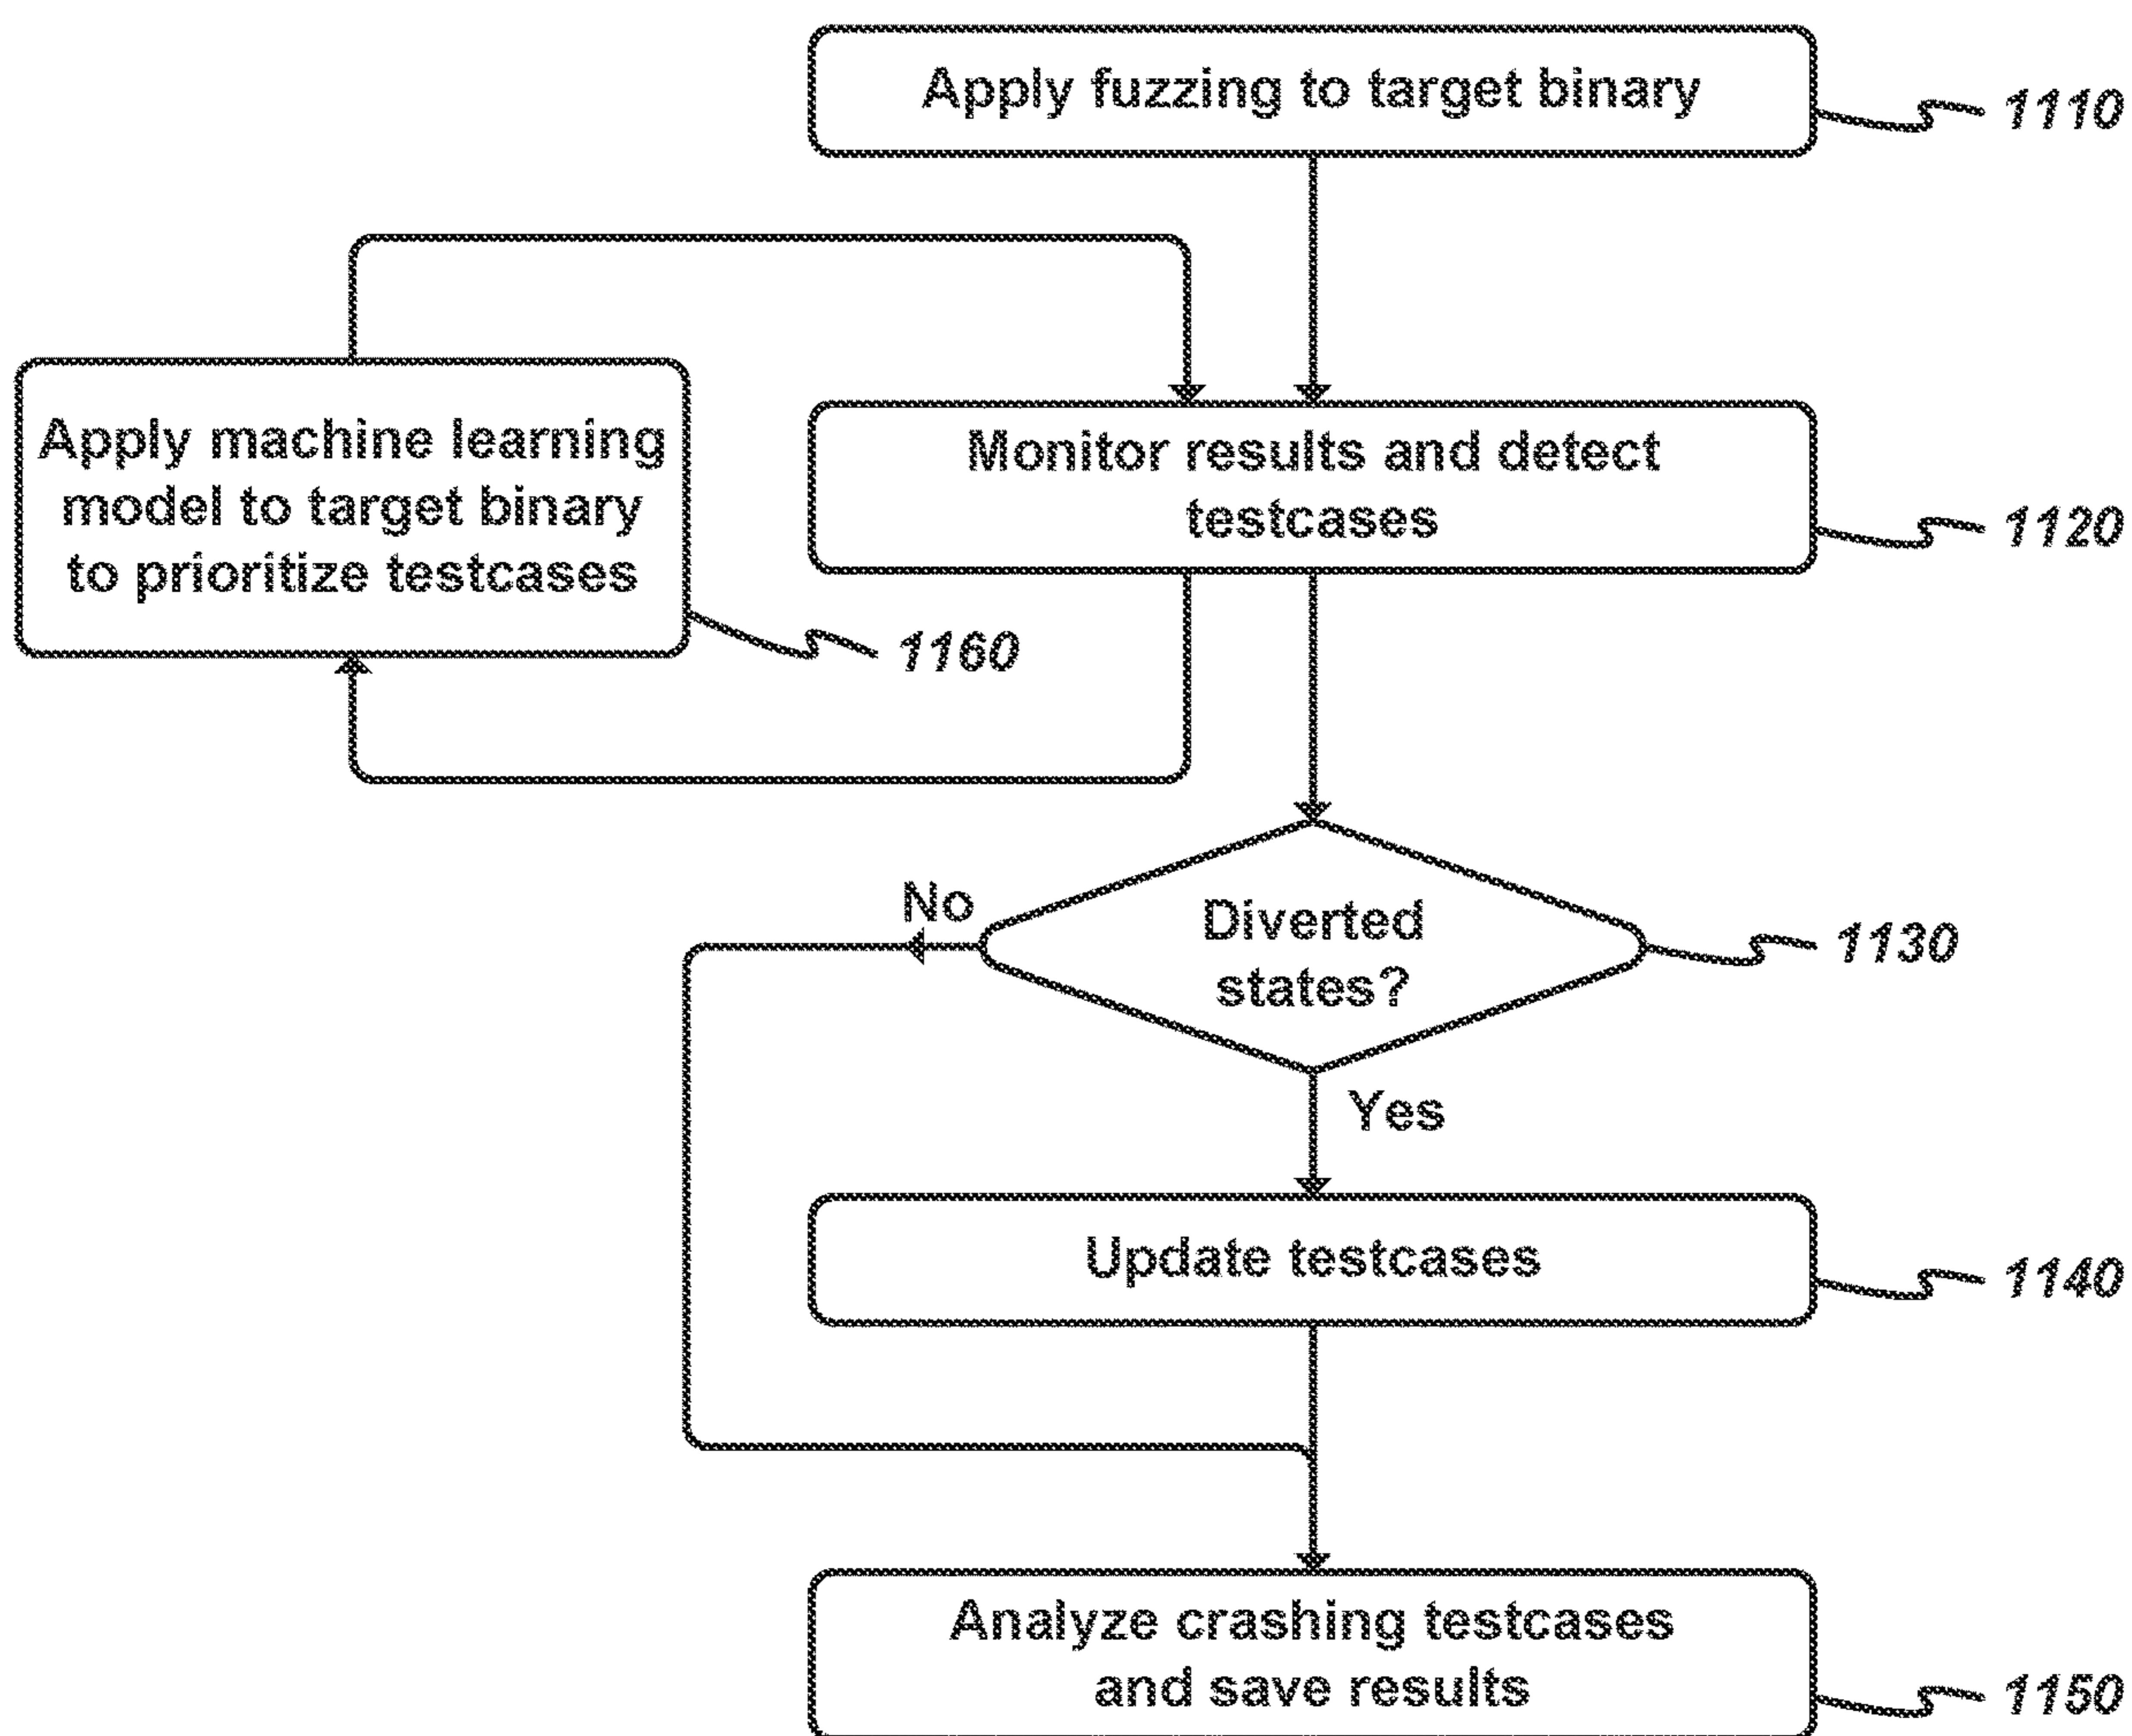 Apply fuzzing to target binary
1110
Apply machine learning
model to target binary
to prioritize testcases
1160
Monitor results and detect
testcases
1120
No
Diverted
states?
1130
Yes
Update testcases
1140
Analyze crashing testcases
and save results
1150